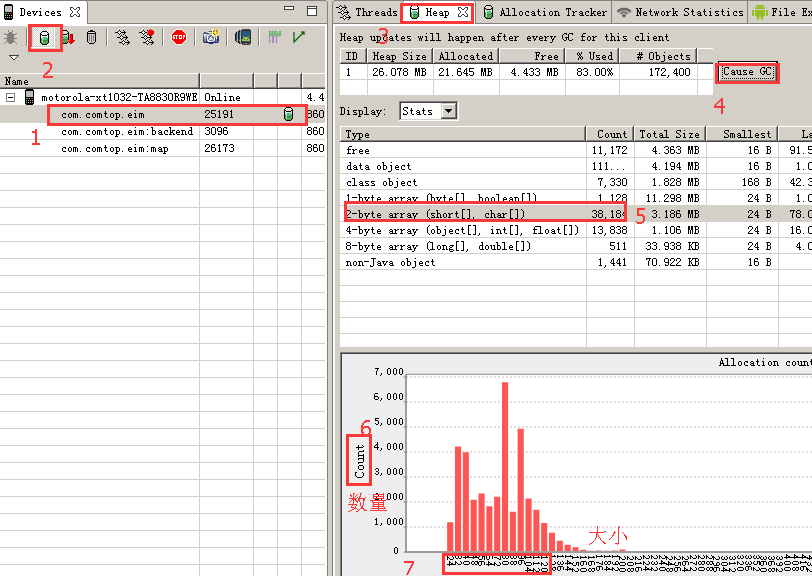 Devices
2
Name
motorola-xt1032-TA8830R9WE Online 4.4
com.comtop.eim 25191 860
1
com.comtop.eim:backend 3096 860
com.comtop.eim:map 26173 860
Threads Heap Allocation Tracker Network Statistics File Ex
3
Heap updates will happen after every GC for this client
ID Heap Size Allocated Free % Used # Objects
1 26.078 MB 21.645 MB 4.433 MB 83.00% 172,400
Cause GC
4
Display: Stats
Type Count Total Size Smallest La
free 11,172 4.363 MB 16 B 91.5
data object 111... 4.194 MB 16 B 1.0
class object 7,330 1.828 MB 168 B 42.3
1-byte array (byte[], boolean[]) 1,128 11.298 MB 24 B
2-byte array (short[], char[]) 38,184 3.186 MB 24 B 78.0
5
4-byte array (object[], int[], float[]) 13,838 1.106 MB 24 B 16.0
8-byte array (long[], double[]) 511 33.938 KB 24 B 4.0
non-Java object 1,441 70.922 KB 16 B
Allocation count
7,000
6,000
5,000
6
4,000
Count
3,000
数量
2,000
1,000
大小
0
7